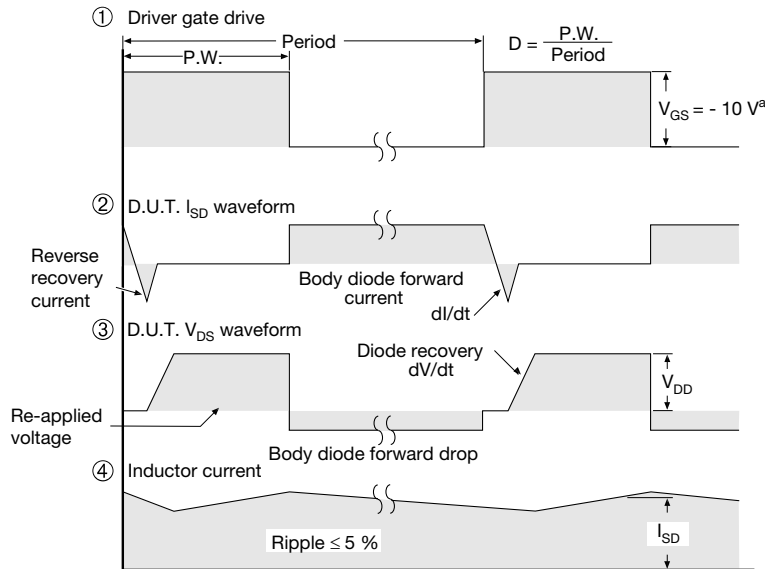 ① Driver gate drive
Period
P.W.
D = P.W.
Period
V_GS = - 10 V^a
② D.U.T. I_SD waveform
Reverse
recovery
current
Body diode forward
current
dI/dt
③ D.U.T. V_DS waveform
Diode recovery
dV/dt
V_DD
Re-applied
voltage
Body diode forward drop
④ Inductor current
Ripple ≤ 5 %
I_SD